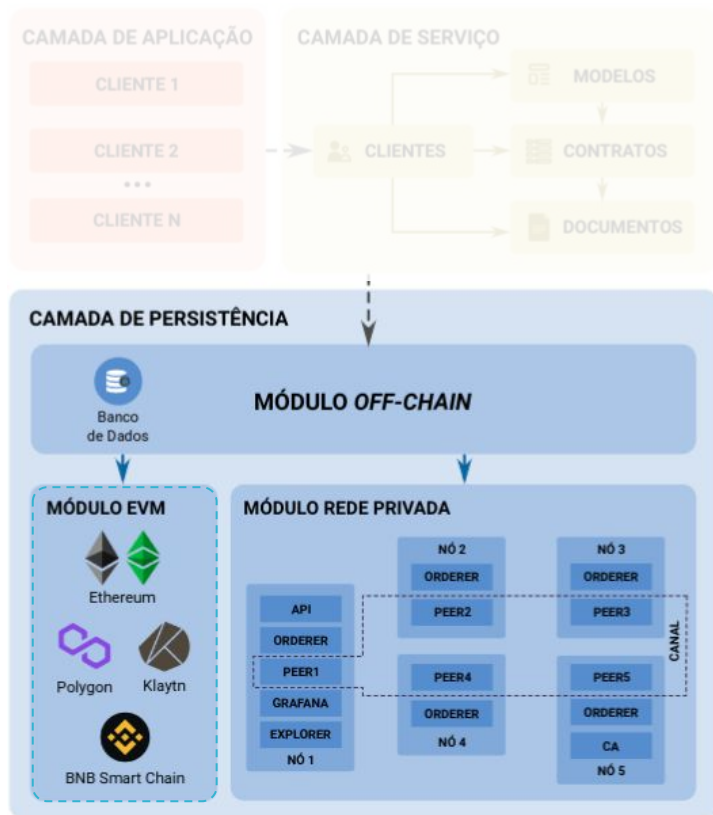 CAMADA DE APLICAÇÃO
CLIENTE 1
CLIENTE 2
...
CLIENTE N
CAMADA DE SERVIÇO
CLIENTES
MODELOS
CONTRATOS
DOCUMENTOS
CAMADA DE PERSISTÊNCIA
Banco
de Dados
MÓDULO OFF-CHAIN
MÓDULO EVM
Ethereum
Polygon
Klaytn
BNB Smart Chain
MÓDULO REDE PRIVADA
API
ORDERER
PEER1
GRAFANA
EXPLORER
NÓ 1
NÓ 2
ORDERER
PEER2
NÓ 3
ORDERER
PEER3
PEER4
ORDERER
NÓ 4
PEER5
ORDERER
CA
NÓ 5
CANAL